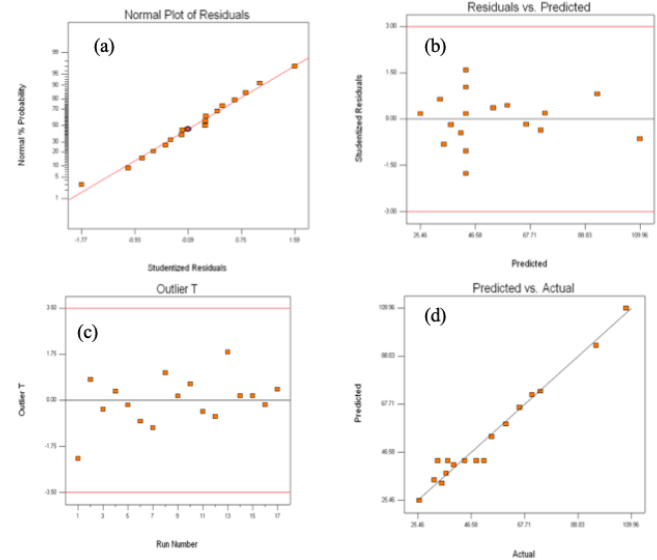 Normal Plot of Residuals
(a)
Normal % Probability
99
95
90
80
70
50
30
20
10
5
1
-1.77 -0.93 -0.09 0.75 1.59
Studentized Residuals
Residuals vs. Predicted
(b)
Studentized Residuals
3.00
1.50
0.00
-1.50
-3.00
25.46 46.58 67.71 88.83 109.96
Predicted
Outlier T
(c)
Outlier T
3.50
1.75
0.00
-1.75
-3.50
1 3 5 7 9 11 13 15 17
Run Number
Predicted vs. Actual
(d)
Predicted
109.96
88.83
67.71
46.58
25.46
25.46 46.58 67.71 88.83 109.96
Actual